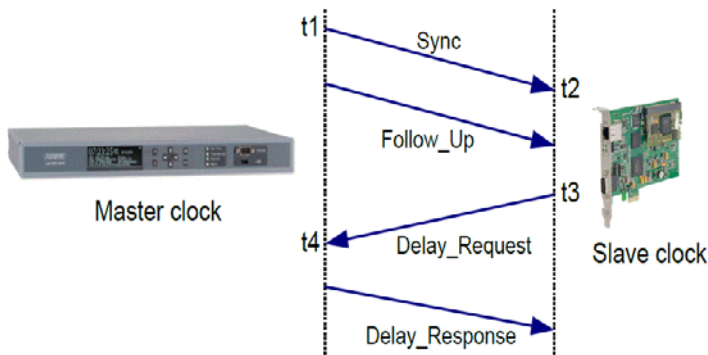 t1
Sync
t2
Follow_Up
Master clock
t3
t4
Delay_Request
Slave clock
Delay_Response